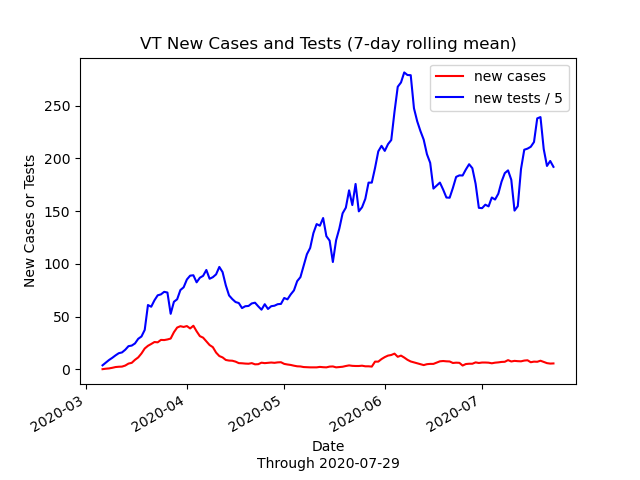 VT New Cases and Tests (7-day rolling mean)
new cases
new tests / 5
New Cases or Tests
250
200
150
100
50
0
2020-03
2020-04
2020-05
2020-06
2020-07
Date
Through 2020-07-29